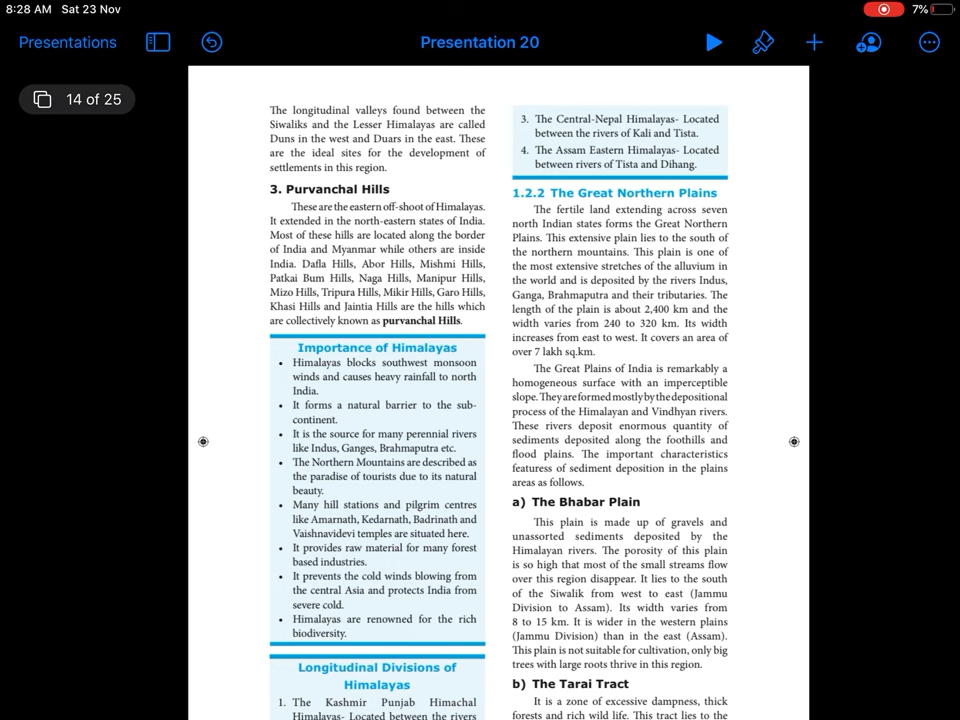 8:28 AM Sat 23 Nov
7%
Presentations
Presentation 20
14 of 25
The longitudinal valleys found between the
Siwaliks and the Lesser Himalayas are called
Duns in the west and Duars in the east. These
are the ideal sites for the development of
settlements in this region.
3. Purvanchal Hills
These are the eastern off-shoot of Himalayas.
It extended in the north-eastern states of India.
Most of these hills are located along the border
of India and Myanmar while others are inside
India. Dafla Hills, Abor Hills, Mishmi Hills,
Patkai Bum Hills, Naga Hills, Manipur Hills,
Mizo Hills, Tripura Hills, Mikir Hills, Garo Hills,
Khasi Hills and Jaintia Hills are the hills which
are collectively known as purvanchal Hills.
Importance of Himalayas
• Himalayas blocks southwest monsoon
winds and causes heavy rainfall to north
India.
• It forms a natural barrier to the sub-
continent.
• It is the source for many perennial rivers
like Indus, Ganges, Brahmaputra etc.
• The Northern Mountains are described as
the paradise of tourists due to its natural
beauty.
• Many hill stations and pilgrim centres
like Amarnath, Kedarnath, Badrinath and
Vaishnavidevi temples are situated here.
• It provides raw material for many forest
based industries.
• It prevents the cold winds blowing from
the central Asia and protects India from
severe cold.
• Himalayas are renowned for the rich
biodiversity.
Longitudinal Divisions of
Himalayas
1. The Kashmir Punjab Himachal
Himalayas- Located between the rivers
3. The Central-Nepal Himalayas- Located
between the rivers of Kali and Tista.
4. The Assam Eastern Himalayas- Located
between rivers of Tista and Dihang.
1.2.2 The Great Northern Plains
The fertile land extending across seven
north Indian states forms the Great Northern
Plains. This extensive plain lies to the south of
the northern mountains. This plain is one of
the most extensive stretches of the alluvium in
the world and is deposited by the rivers Indus,
Ganga, Brahmaputra and their tributaries. The
length of the plain is about 2,400 km and the
width varies from 240 to 320 km. Its width
increases from east to west. It covers an area of
over 7 lakh sq.km.
The Great Plains of India is remarkably a
homogeneous surface with an imperceptible
slope. They are formed mostly by the depositional
process of the Himalayan and Vindhyan rivers.
These rivers deposit enormous quantity of
sediments deposited along the foothills and
flood plains. The important characteristics
featuress of sediment deposition in the plains
areas as follows.
a) The Bhabar Plain
This plain is made up of gravels and
unassorted sediments deposited by the
Himalayan rivers. The porosity of this plain
is so high that most of the small streams flow
over this region disappear. It lies to the south
of the Siwalik from west to east (Jammu
Division to Assam). Its width varies from
8 to 15 km. It is wider in the western plains
(Jammu Division) than in the east (Assam).
This plain is not suitable for cultivation, only big
trees with large roots thrive in this region.
b) The Tarai Tract
It is a zone of excessive dampness, thick
forests and rich wild life. This tract lies to the